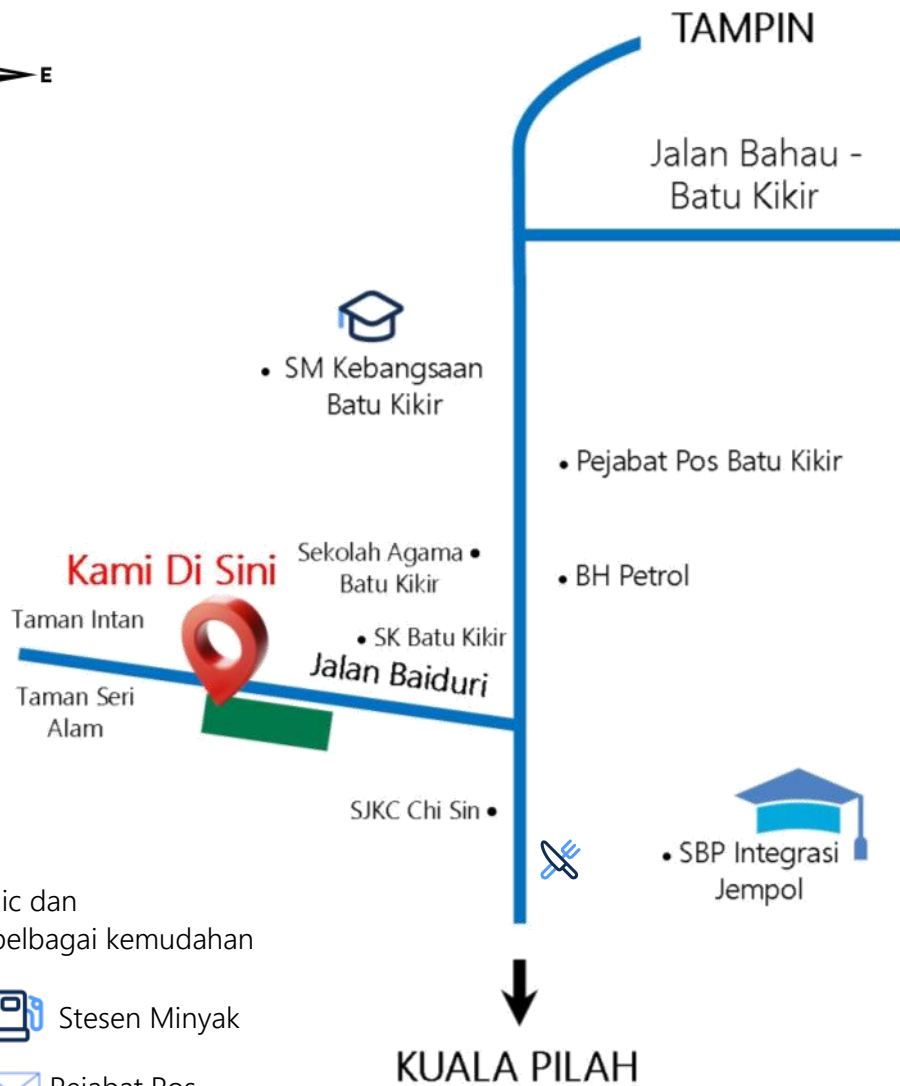 TAMPIN
E
Jalan Bahau -
Batu Kikir
• SM Kebangsaan
Batu Kikir
• Pejabat Pos Batu Kikir
Sekolah Agama •
Batu Kikir
Kami Di Sini
• BH Petrol
Taman Intan
• SK Batu Kikir
Jalan Baiduri
Taman Seri
Alam
SJKC Chi Sin •
• SBP Integrasi
Jempol
dan
pelbagai kemudahan
Stesen Minyak
Pejabat Pos
KUALA PILAH